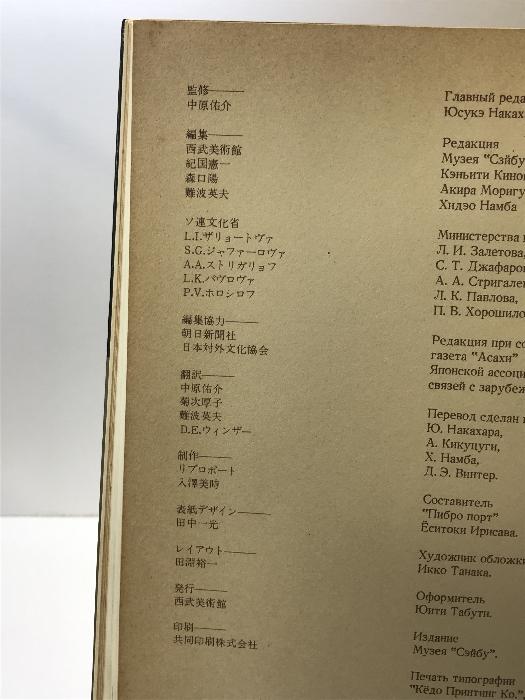 監修———
中原佑介
編集———
西武美術館
紀国憲一
森口陽
難波英夫
ソ連文化省
L.I.ザリョートヴァ
S.G.ジャファーロヴァ
A.A.ストリガリョフ
L.K.パヴロヴァ
P.V.ホロシロフ
編集協力———
朝日新聞社
日本対外文化協会
翻訳———
中原佑介
菊次厚子
難波英夫
D.E.ウィンザー
制作———
リブロポート
入澤美時
表紙デザイン———
田中一光
レイアウト———
田淵裕一
発行———
西武美術館
印刷———
共同印刷株式会社
Главный реда
Юсукэ Наках
Редакция
Музея "Сэйбу
Кэньити Кино
Акира Моригу
Хидэо Намба
Министерства
Л. И. Залетова,
С. Т. Джафаро
А. А. Стригале
Л. К. Павлова,
П. В. Хорошило
Редакция при со
газета "Асахи"
Японской ассоци
связей с зарубеж
Перевод сделан
Ю. Накахара,
А. Кикуцуги,
Х. Намба,
Д. Э. Винтер.
Составитель
"Либро порт"
Ёситоки Ирисава.
Художник обложк
Икко Танака.
Оформитель
Юити Табути.
Издание
Музея "Сэйбу".
Печать типографии
"Кёдо Принтинг Ко."